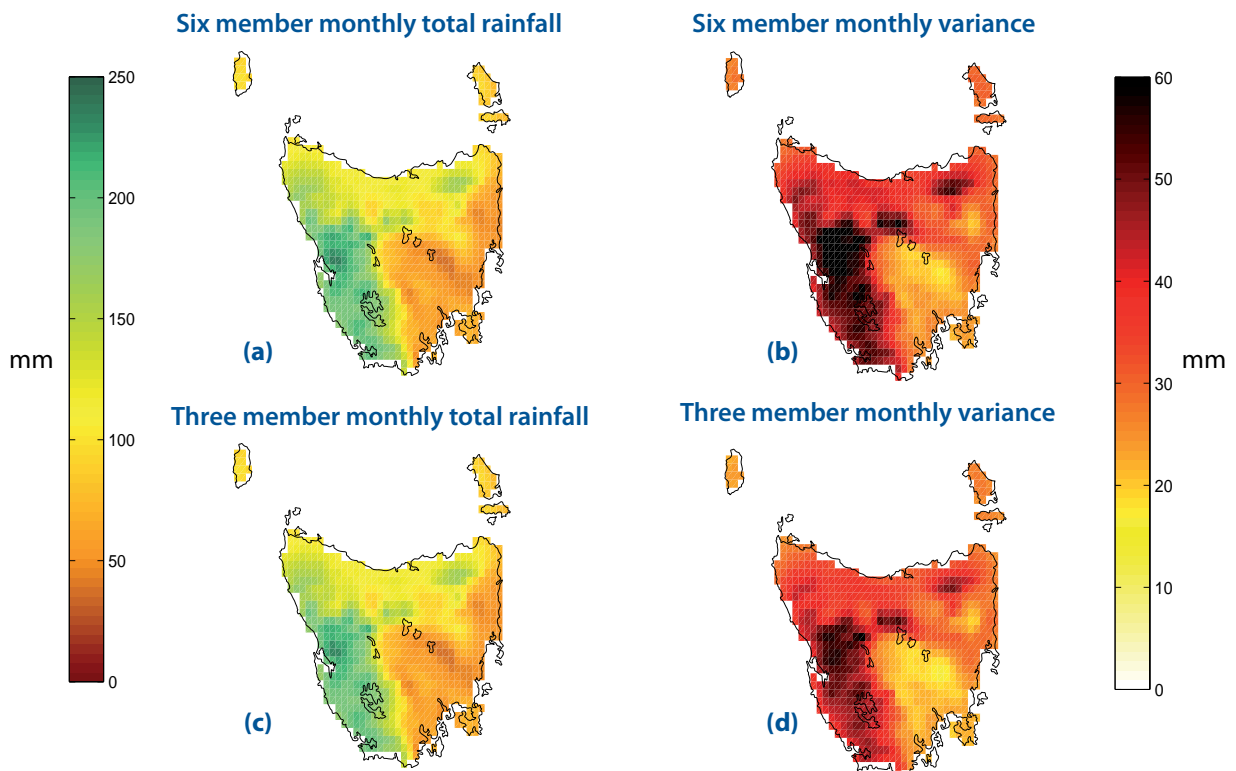 Six member monthly total rainfall
Six member monthly variance
250
200
150
100
50
0
mm
60
50
40
30
20
10
0
mm
(a)
(b)
Three member monthly total rainfall
Three member monthly variance
(c)
(d)